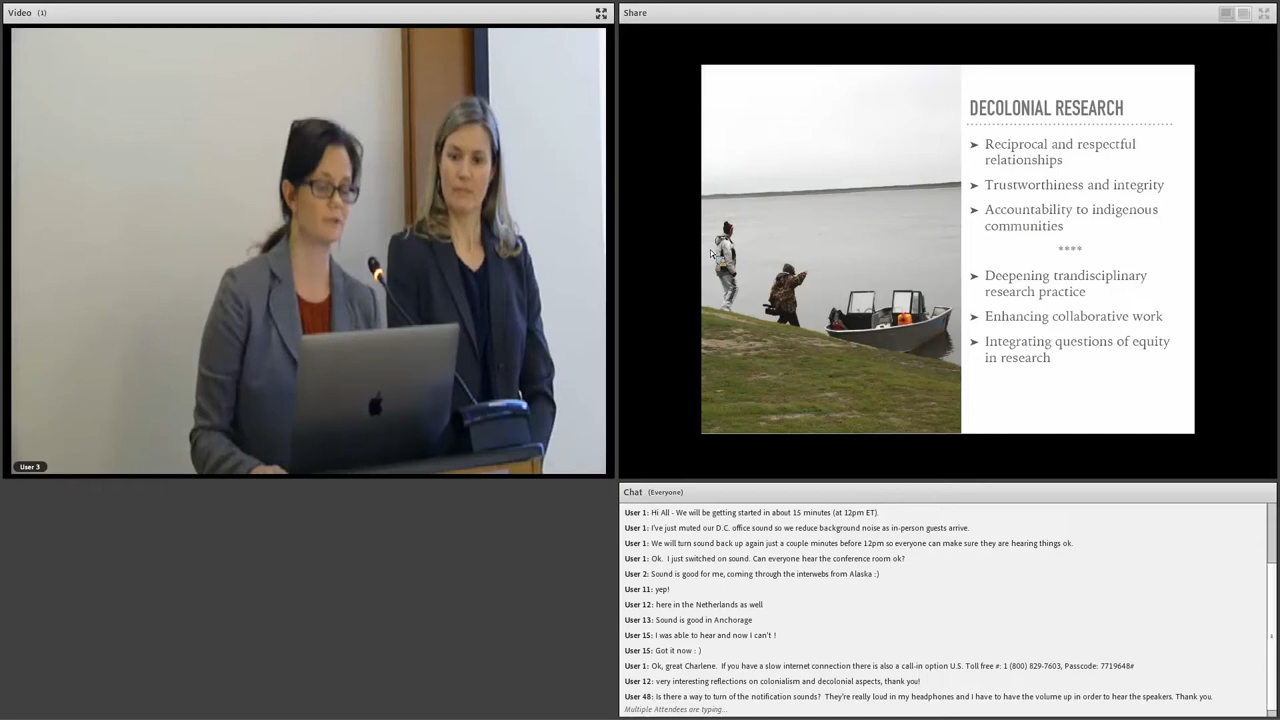 Video (1)
User 3
Share
DECOLONIAL RESEARCH
➤ Reciprocal and respectful
relationships
➤ Trustworthiness and integrity
➤ Accountability to indigenous
communities
****
➤ Deepening trandisciplinary
research practice
➤ Enhancing collaborative work
➤ Integrating questions of equity
in research
Chat (Everyone)
User 1: Hi All - We will be getting started in about 15 minutes (at 12pm ET).
User 1: I've just muted our D.C. office sound so we reduce background noise as in-person guests arrive.
User 1: We will turn sound back up again just a couple minutes before 12pm so everyone can make sure they are hearing things ok.
User 1: Ok. I just switched on sound. Can everyone hear the conference room ok?
User 2: Sound is good for me, coming through the interwebs from Alaska :)
User 11: yep!
User 12: here in the Netherlands as well
User 13: Sound is good in Anchorage
User 15: I was able to hear and now I can't !
User 15: Got it now : )
User 1: Ok, great Charlene. If you have a slow internet connection there is also a call-in option U.S. Toll free #: 1 (800) 829-7603, Passcode: 7719648#
User 12: very interesting reflections on colonialism and decolonial aspects, thank you!
User 48: Is there a way to turn of the notification sounds? They're really loud in my headphones and I have to have the volume up in order to hear the speakers. Thank you.
Multiple Attendees are typing...